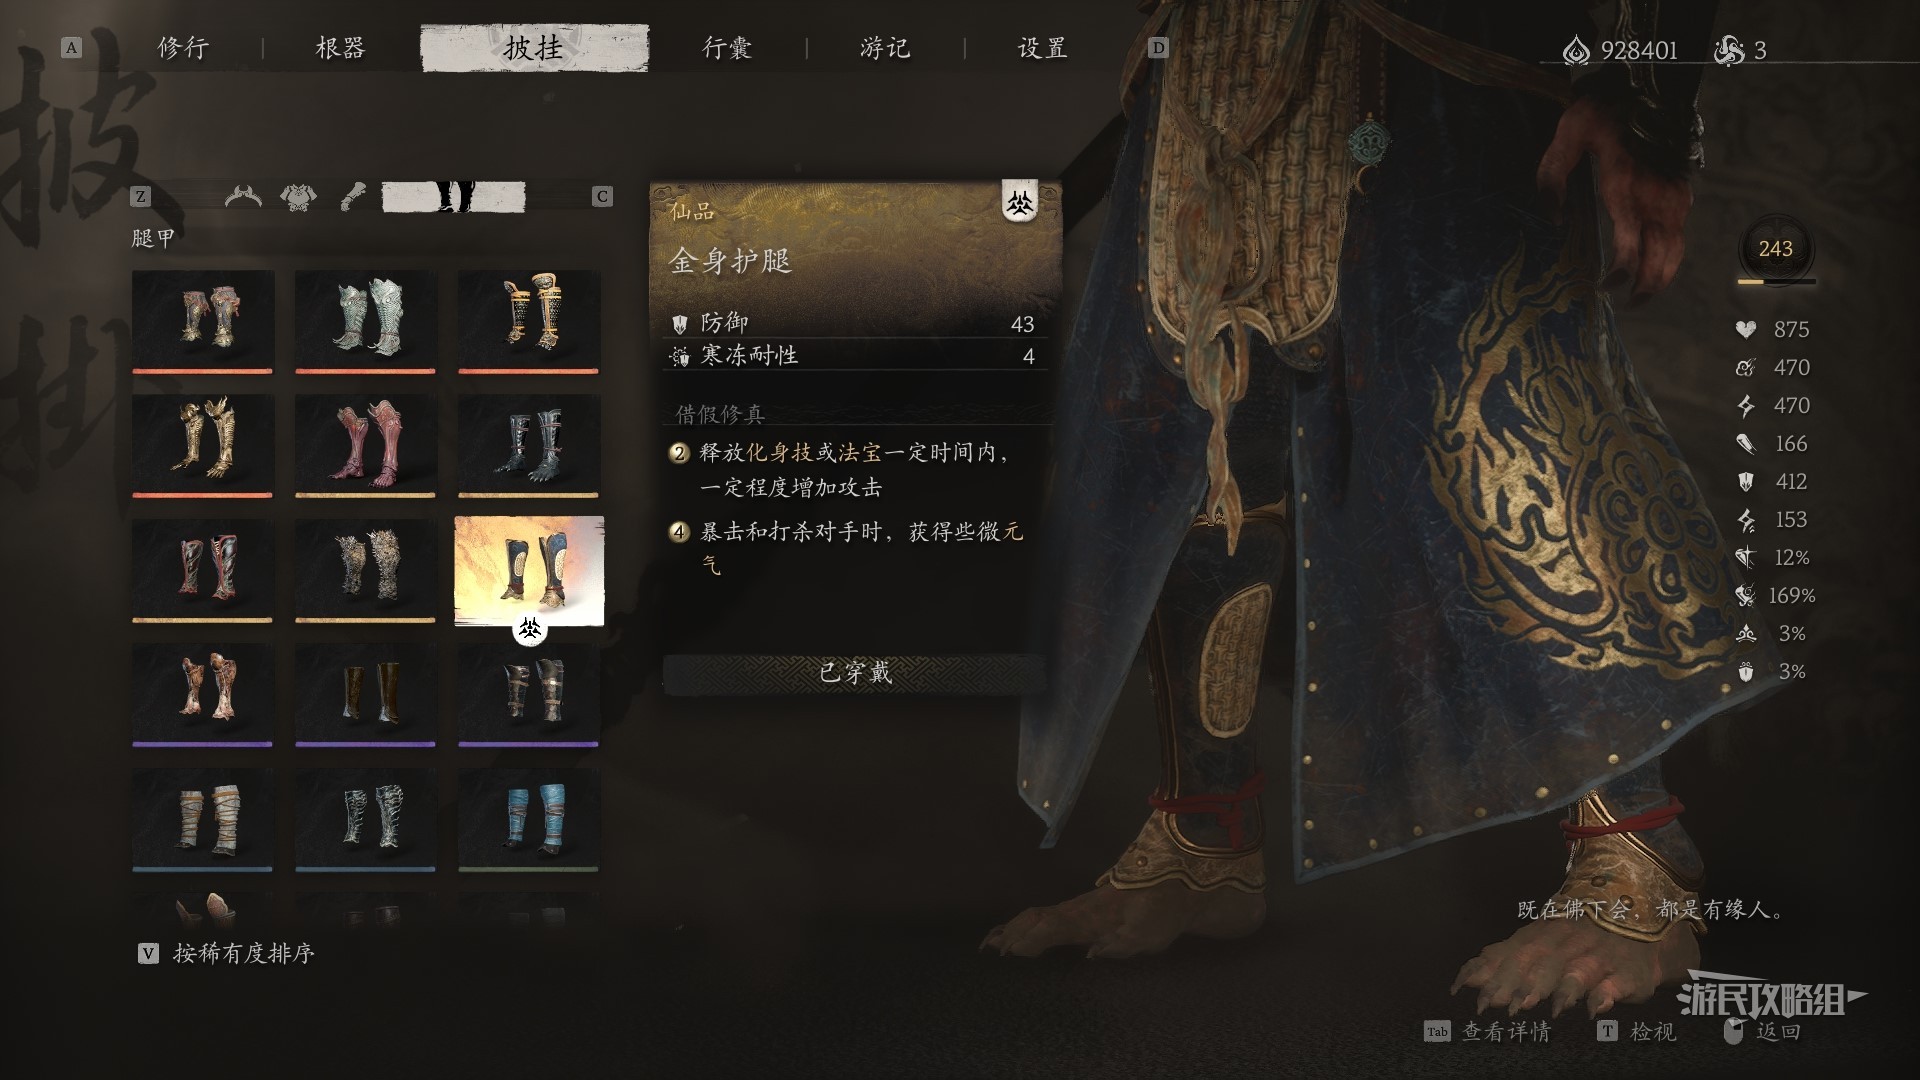 A 修行 根器 披挂 行囊 游记 设置 D
928401 3
披挂
Z C
腿甲
仙品
金身护腿
防御 43
寒冻耐性 4
借假修真
2 释放化身技或法宝一定时间内，
一定程度增加攻击
4 暴击和打杀对手时，获得些微元
气
已穿戴
243
875
470
470
166
412
153
12%
169%
3%
3%
既在佛下会，都是有缘人。
V 按稀有度排序
游民攻略组
Tab 查看详情 T 检视 返回